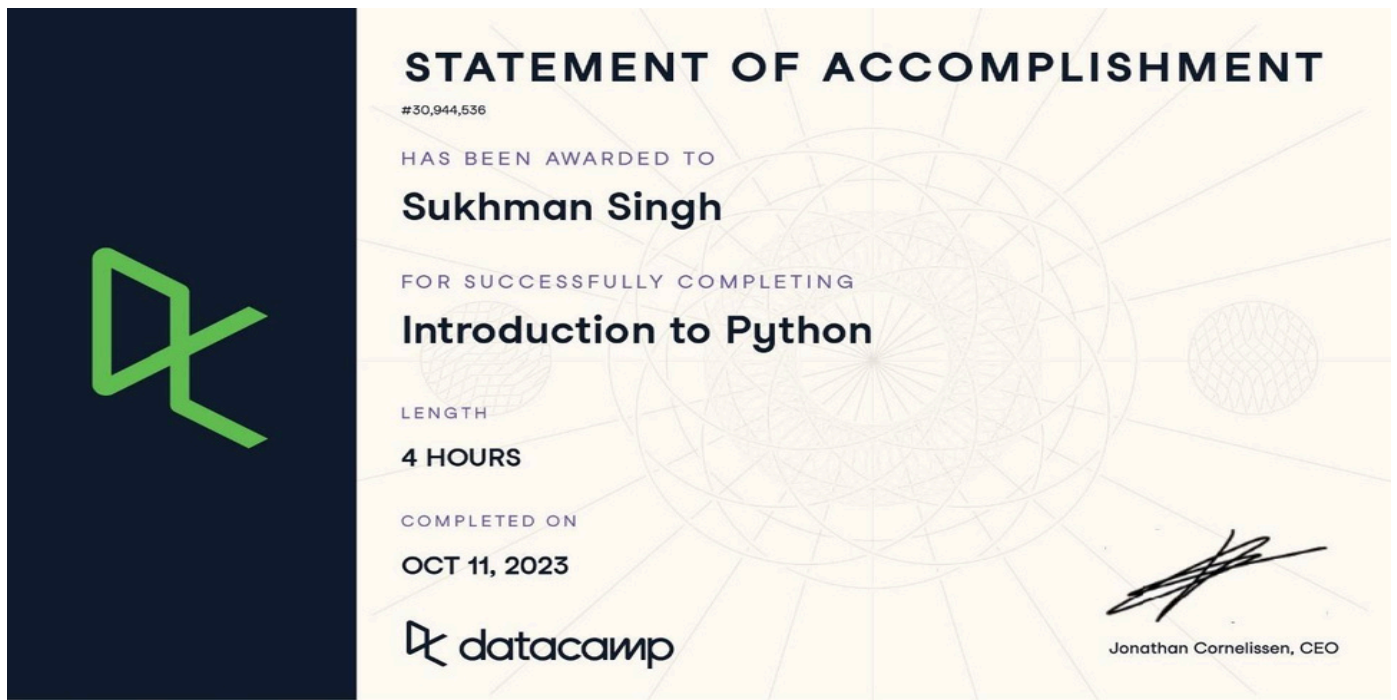 STATEMENT OF ACCOMPLISHMENT
#30,944,536
HAS BEEN AWARDED TO
Sukhman Singh
FOR SUCCESSFULLY COMPLETING
Introduction to Python
LENGTH
4 HOURS
COMPLETED ON
OCT 11, 2023
datacamp
Jonathan Cornelissen, CEO